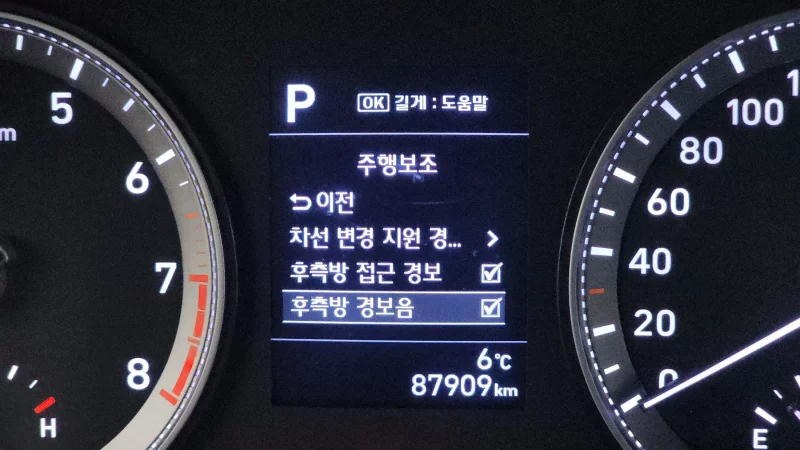 P OK 길게 : 도움말
주행보조
이전
차선 변경 지원 경...
후측방 접근 경보
후측방 경보음
6℃
87909km
5
6
7
8
H
m
100
80
60
40
20
0
E